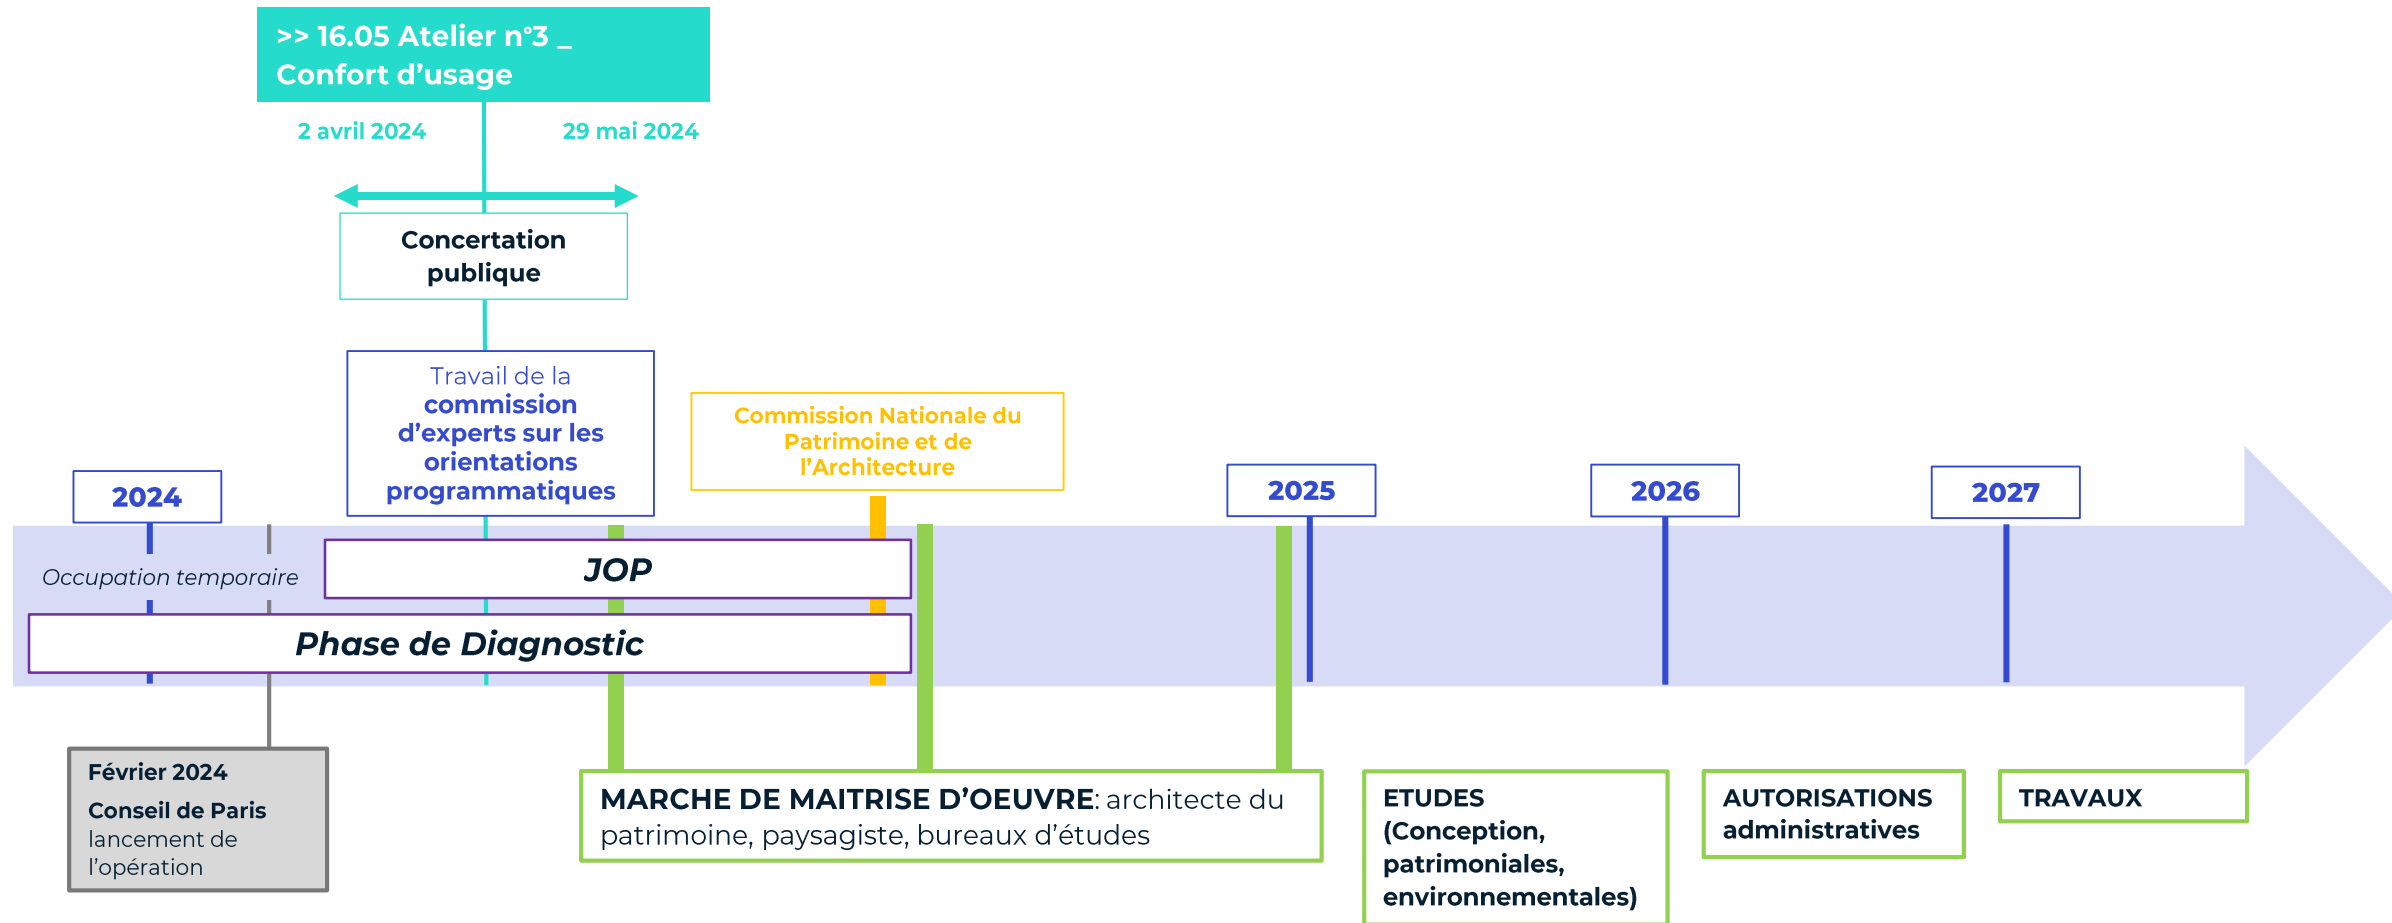 >> 16.05 Atelier n°3 _
Confort d’usage
2 avril 2024
29 mai 2024
Concertation
publique
Travail de la
commission
d’experts sur les
orientations
programmatiques
Commission Nationale du
Patrimoine et de
l’Architecture
2024
2025
2026
2027
Occupation temporaire
JOP
Phase de Diagnostic
Février 2024
Conseil de Paris
lancement de
l’opération
MARCHE DE MAITRISE D’OEUVRE: architecte du
patrimoine, paysagiste, bureaux d’études
ETUDES
(Conception,
patrimoniales,
environnementales)
AUTORISATIONS
administratives
TRAVAUX